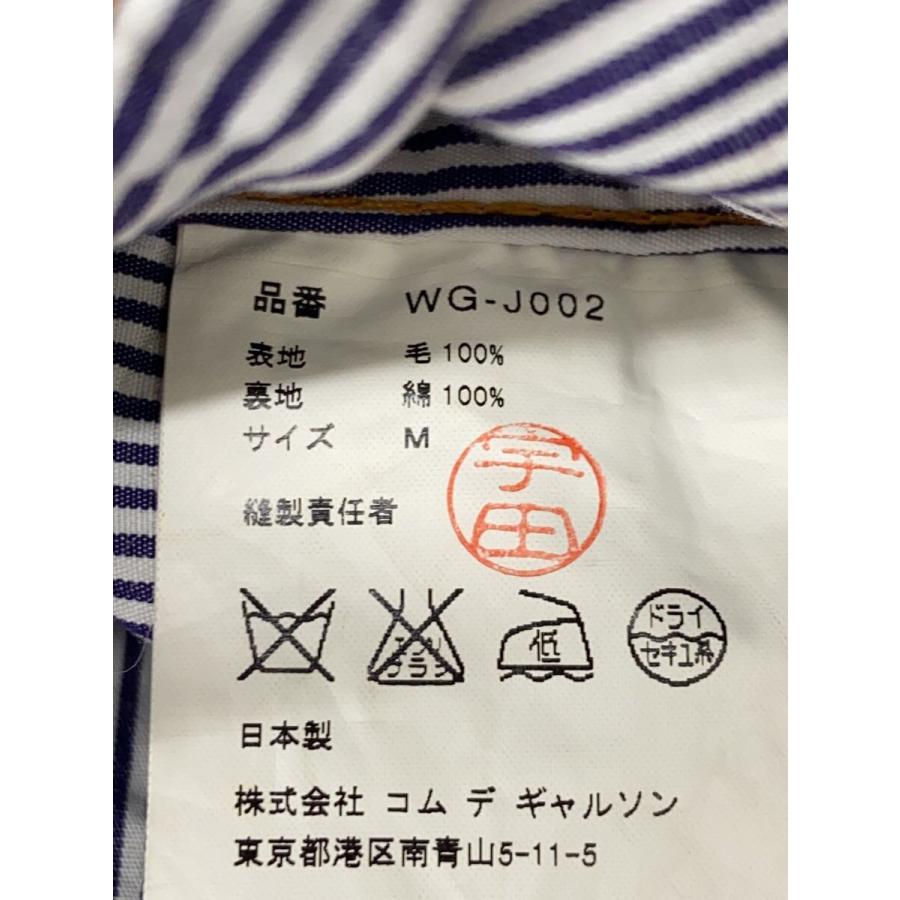 品番 WG-J002
表地 毛 100%
裏地 綿 100%
サイズ M
縫製責任者
宇田
エンソ
サラシ
低
ドライ
セキユ系
日本製
株式会社 コム デ ギャルソン
東京都港区南青山5-11-5